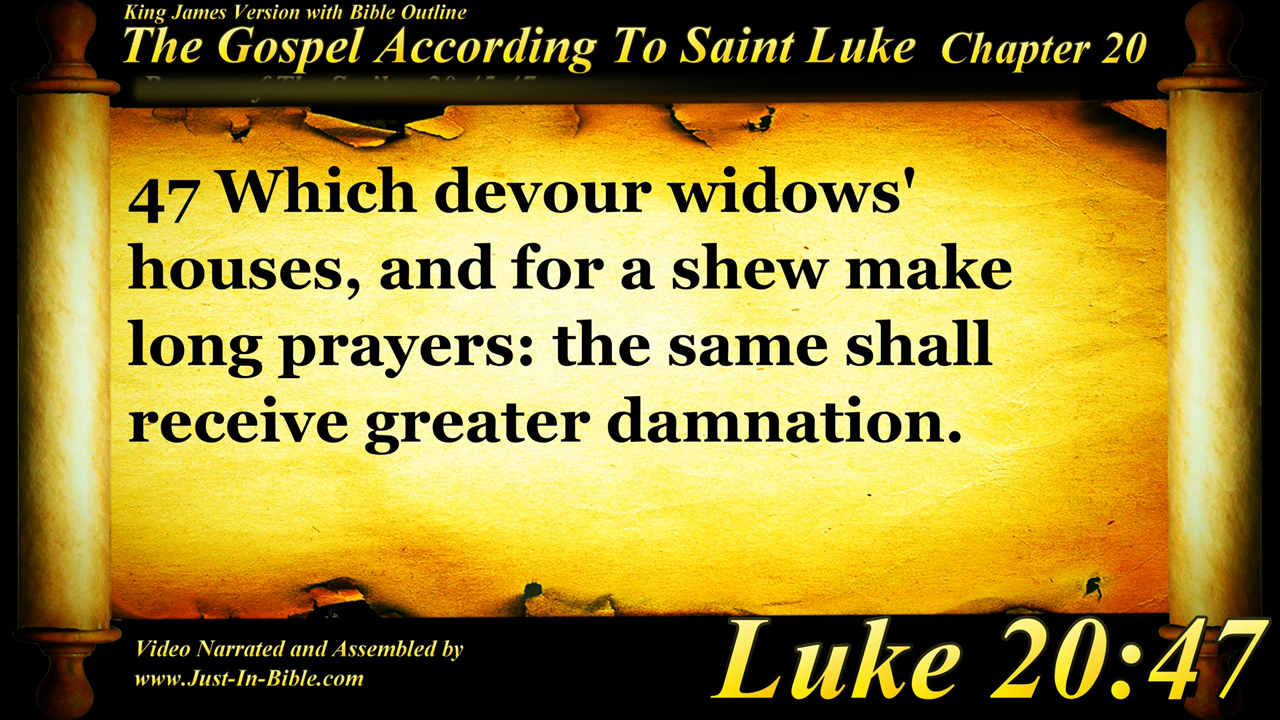 King James Version with Bible Outline
The Gospel According To Saint Luke Chapter 20
47 Which devour widows'
houses, and for a shew make
long prayers: the same shall
receive greater damnation.
Video Narrated and Assembled by
www.Just-In-Bible.com
Luke 20:47